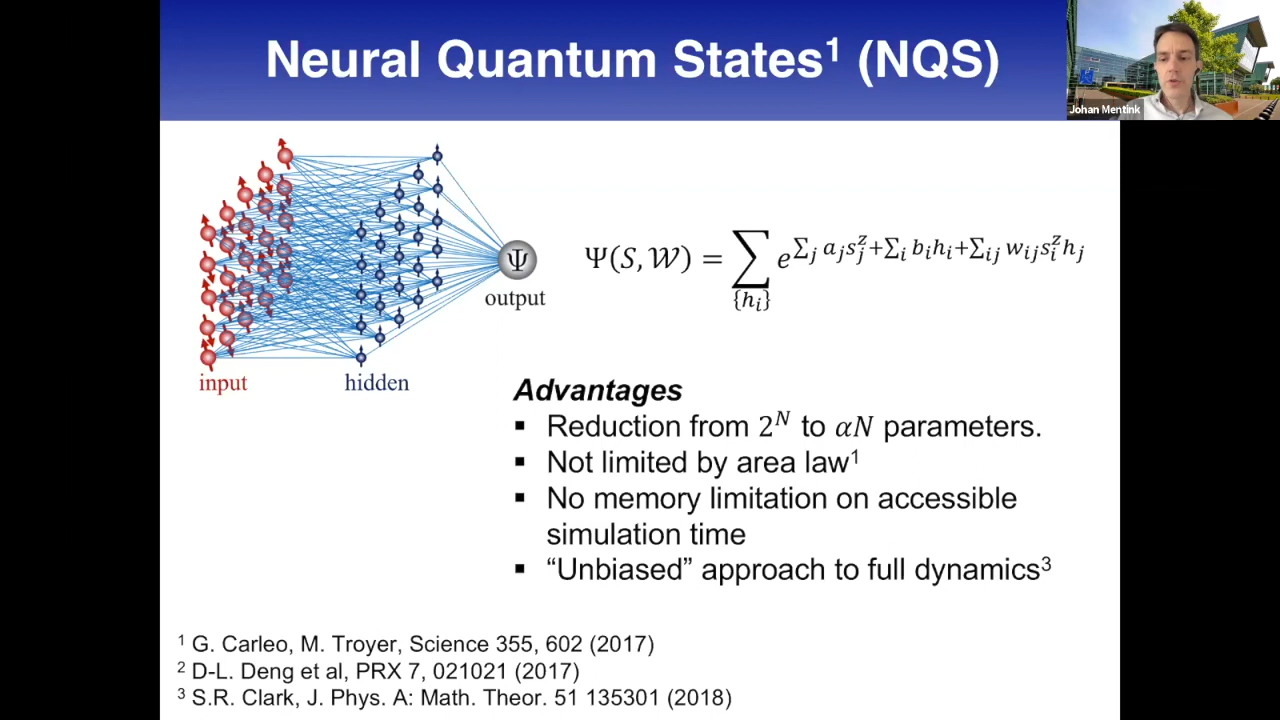 Neural Quantum States¹ (NQS)
Johan Mentink
Ψ
output
input
hidden
Ψ(S, 𝒲) = ∑_{h_i} e^{∑_j a_j s_j^z + ∑_i b_i h_i + ∑_{ij} w_{ij} s_i^z h_j}
Advantages
▪ Reduction from 2^N to αN parameters.
▪ Not limited by area law¹
▪ No memory limitation on accessible
simulation time
▪ “Unbiased” approach to full dynamics³
¹ G. Carleo, M. Troyer, Science 355, 602 (2017)
² D-L. Deng et al, PRX 7, 021021 (2017)
³ S.R. Clark, J. Phys. A: Math. Theor. 51 135301 (2018)